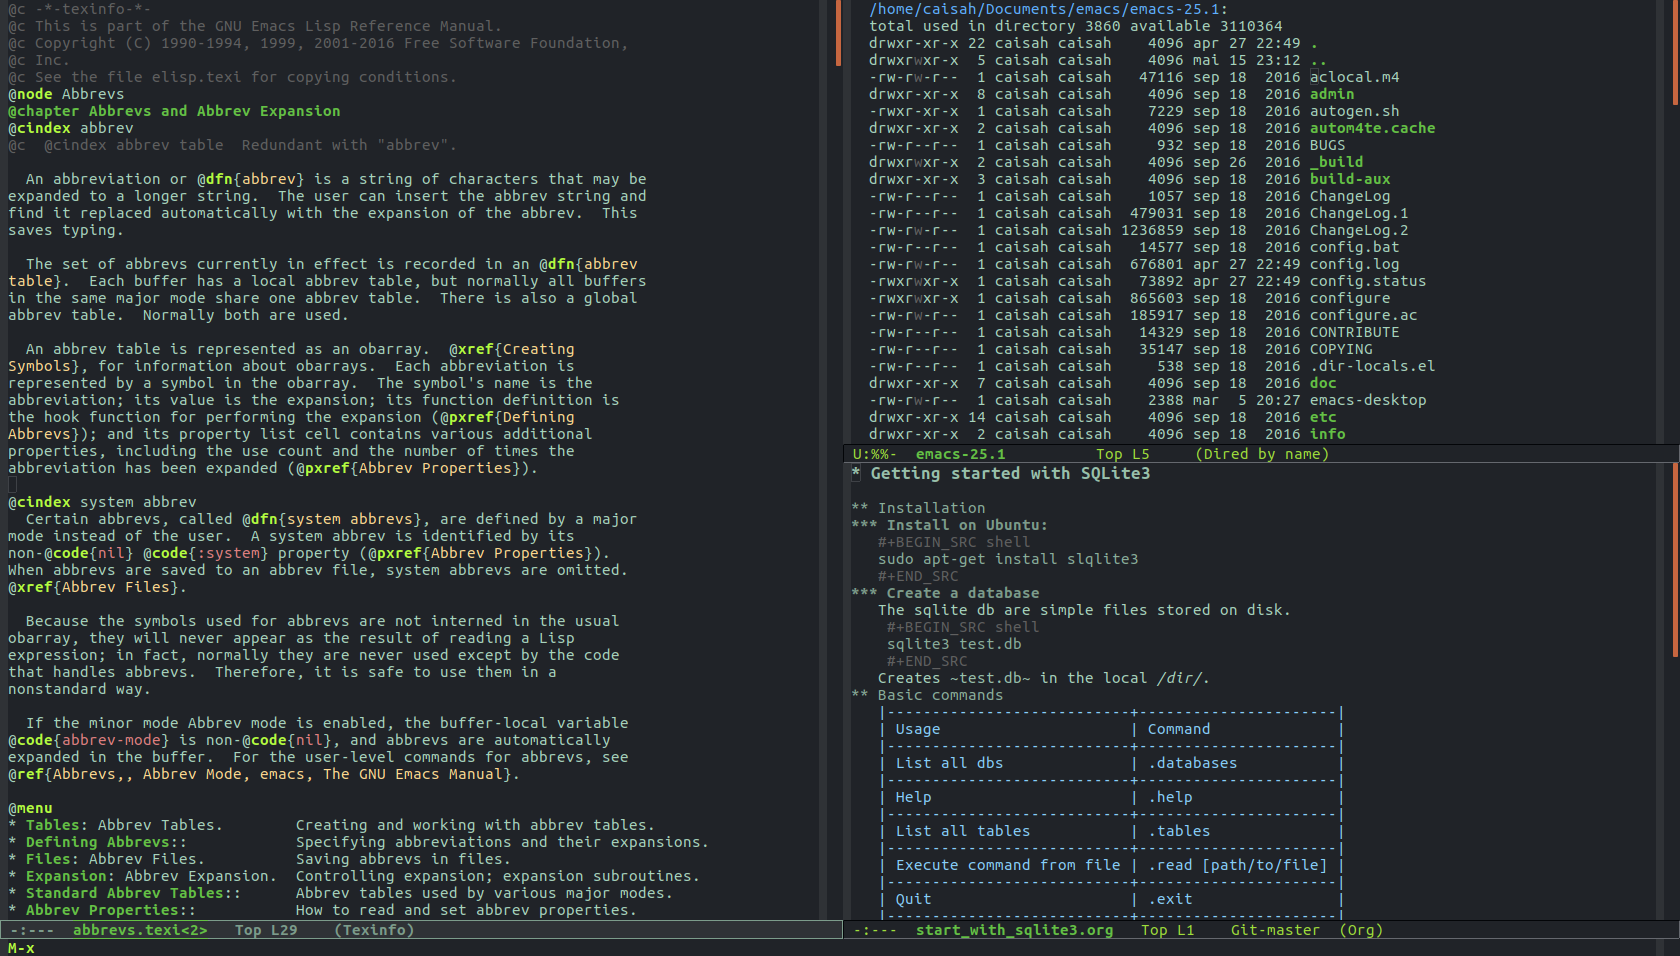 @c -*-texinfo-*-
@c This is part of the GNU Emacs Lisp Reference Manual.
@c Copyright (C) 1990-1994, 1999, 2001-2016 Free Software Foundation,
@c Inc.
@c See the file elisp.texi for copying conditions.
@node Abbrevs
@chapter Abbrevs and Abbrev Expansion
@cindex abbrev
@c  @cindex abbrev table  Redundant with "abbrev".

  An abbreviation or @dfn{abbrev} is a string of characters that may be
expanded to a longer string.  The user can insert the abbrev string and
find it replaced automatically with the expansion of the abbrev.  This
saves typing.

  The set of abbrevs currently in effect is recorded in an @dfn{abbrev
table}.  Each buffer has a local abbrev table, but normally all buffers
in the same major mode share one abbrev table.  There is also a global
abbrev table.  Normally both are used.

  An abbrev table is represented as an obarray.  @xref{Creating
Symbols}, for information about obarrays.  Each abbreviation is
represented by a symbol in the obarray.  The symbol's name is the
abbreviation; its value is the expansion; its function definition is
the hook function for performing the expansion (@pxref{Defining
Abbrevs}); and its property list cell contains various additional
properties, including the use count and the number of times the
abbreviation has been expanded (@pxref{Abbrev Properties}).

@cindex system abbrev
  Certain abbrevs, called @dfn{system abbrevs}, are defined by a major
mode instead of the user.  A system abbrev is identified by its
non-@code{nil} @code{:system} property (@pxref{Abbrev Properties}).
When abbrevs are saved to an abbrev file, system abbrevs are omitted.
@xref{Abbrev Files}.

  Because the symbols used for abbrevs are not interned in the usual
obarray, they will never appear as the result of reading a Lisp
expression; in fact, normally they are never used except by the code
that handles abbrevs.  Therefore, it is safe to use them in a
nonstandard way.

  If the minor mode Abbrev mode is enabled, the buffer-local variable
@code{abbrev-mode} is non-@code{nil}, and abbrevs are automatically
expanded in the buffer.  For the user-level commands for abbrevs, see
@ref{Abbrevs,, Abbrev Mode, emacs, The GNU Emacs Manual}.

@menu
* Tables: Abbrev Tables.        Creating and working with abbrev tables.
* Defining Abbrevs::            Specifying abbreviations and their expansions.
* Files: Abbrev Files.          Saving abbrevs in files.
* Expansion: Abbrev Expansion.  Controlling expansion; expansion subroutines.
* Standard Abbrev Tables::      Abbrev tables used by various major modes.
* Abbrev Properties::           How to read and set abbrev properties.
-:---  abbrevs.texi<2>   Top L29    (Texinfo)
M-x
/home/caisah/Documents/emacs/emacs-25.1:
total used in directory 3860 available 3110364
drwxr-xr-x 22 caisah caisah    4096 apr 27 22:49 .
drwxrwxr-x  5 caisah caisah    4096 mai 15 23:12 ..
-rw-rw-r--  1 caisah caisah   47116 sep 18  2016 aclocal.m4
drwxr-xr-x  8 caisah caisah    4096 sep 18  2016 admin
-rwxr-xr-x  1 caisah caisah    7229 sep 18  2016 autogen.sh
drwxr-xr-x  2 caisah caisah    4096 sep 18  2016 autom4te.cache
-rw-r--r--  1 caisah caisah     932 sep 18  2016 BUGS
drwxrwxr-x  2 caisah caisah    4096 sep 26  2016 _build
drwxr-xr-x  3 caisah caisah    4096 sep 18  2016 build-aux
-rw-r--r--  1 caisah caisah    1057 sep 18  2016 ChangeLog
-rw-r--r--  1 caisah caisah  479031 sep 18  2016 ChangeLog.1
-rw-rw-r--  1 caisah caisah 1236859 sep 18  2016 ChangeLog.2
-rw-r--r--  1 caisah caisah   14577 sep 18  2016 config.bat
-rw-rw-r--  1 caisah caisah  676801 apr 27 22:49 config.log
-rwxrwxr-x  1 caisah caisah   73892 apr 27 22:49 config.status
-rwxrwxr-x  1 caisah caisah  865603 sep 18  2016 configure
-rw-rw-r--  1 caisah caisah  185917 sep 18  2016 configure.ac
-rw-r--r--  1 caisah caisah   14329 sep 18  2016 CONTRIBUTE
-rw-r--r--  1 caisah caisah   35147 sep 18  2016 COPYING
-rw-r--r--  1 caisah caisah     538 sep 18  2016 .dir-locals.el
drwxr-xr-x  7 caisah caisah    4096 sep 18  2016 doc
-rw-rw-r--  1 caisah caisah    2388 mar  5 20:27 emacs-desktop
drwxr-xr-x 14 caisah caisah    4096 sep 18  2016 etc
drwxr-xr-x  2 caisah caisah    4096 sep 18  2016 info
U:%%-  emacs-25.1          Top L5     (Dired by name)
* Getting started with SQLite3

** Installation
*** Install on Ubuntu:
   #+BEGIN_SRC shell
   sudo apt-get install slqlite3
   #+END_SRC
*** Create a database
   The sqlite db are simple files stored on disk.
    #+BEGIN_SRC shell
    sqlite3 test.db
    #+END_SRC
   Creates ~test.db~ in the local /dir/.
** Basic commands
   |---------------------------+----------------------|
   | Usage                     | Command              |
   |---------------------------+----------------------|
   | List all dbs              | .databases           |
   |---------------------------+----------------------|
   | Help                      | .help                |
   |---------------------------+----------------------|
   | List all tables           | .tables              |
   |---------------------------+----------------------|
   | Execute command from file | .read [path/to/file] |
   |---------------------------+----------------------|
   | Quit                      | .exit                |
   |---------------------------+----------------------|
-:---  start_with_sqlite3.org   Top L1    Git-master  (Org)